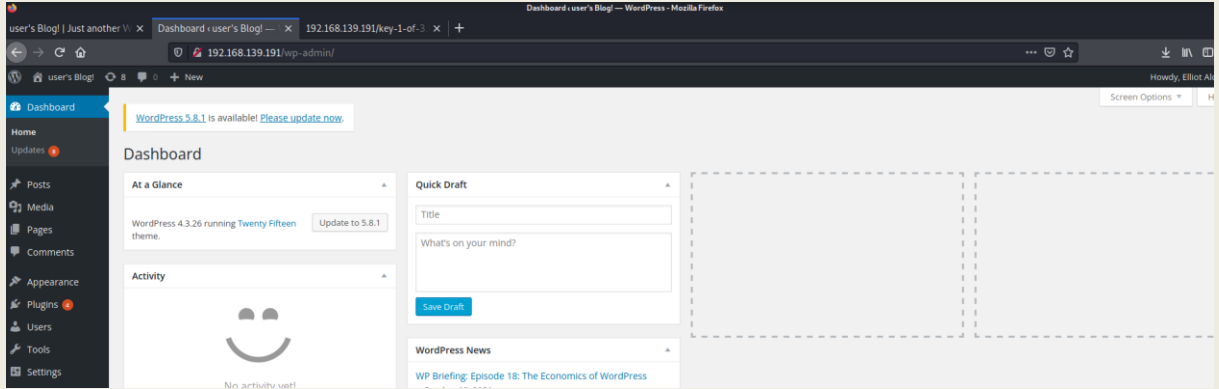 Dashboard ‹ user's Blog! — WordPress - Mozilla Firefox
user's Blog! | Just another W
Dashboard ‹ user's Blog! —
192.168.139.191/key-1-of-3.
192.168.139.191/wp-admin/
user's Blog! 8 0 + New
Howdy, Elliot Al
Dashboard
Screen Options
WordPress 5.8.1 is available! Please update now.
Home
Updates
Dashboard
Posts
At a Glance
Quick Draft
Media
Title
Pages
WordPress 4.3.26 running Twenty Fifteen
theme.
Update to 5.8.1
What's on your mind?
Comments
Appearance
Activity
Plugins
Save Draft
Users
Tools
WordPress News
Settings
WP Briefing: Episode 18: The Economics of WordPress
No activity yet!